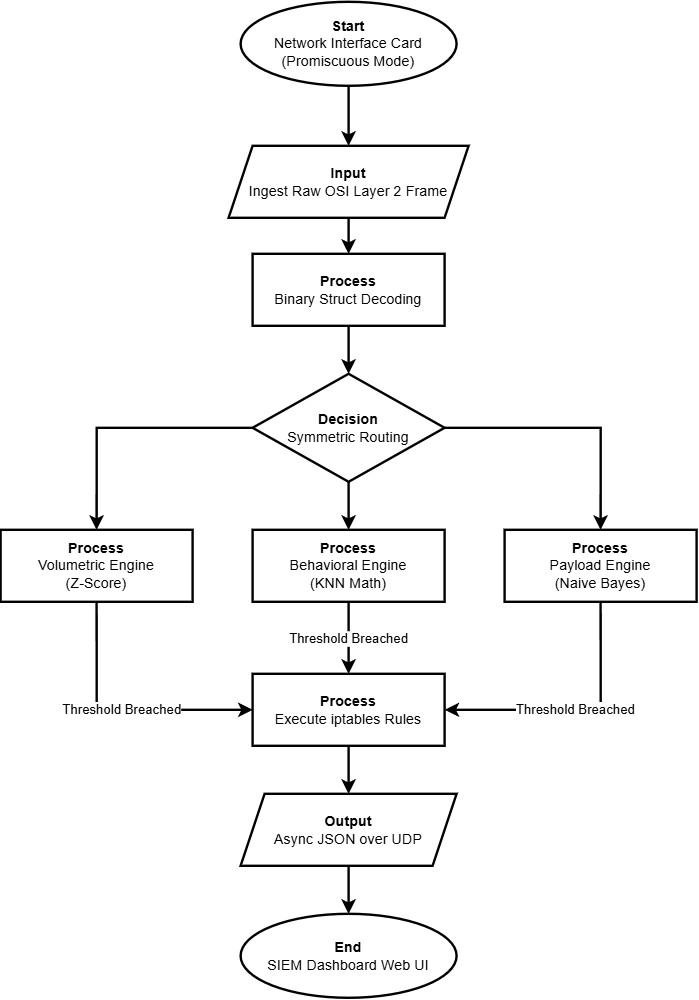 Start
Network Interface Card
(Promiscuous Mode)
Input
Ingest Raw OSI Layer 2 Frame
Process
Binary Struct Decoding
Decision
Symmetric Routing
Process
Volumetric Engine
(Z-Score)
Process
Behavioral Engine
(KNN Math)
Process
Payload Engine
(Naive Bayes)
Threshold Breached
Threshold Breached
Threshold Breached
Process
Execute iptables Rules
Output
Async JSON over UDP
End
SIEM Dashboard Web UI